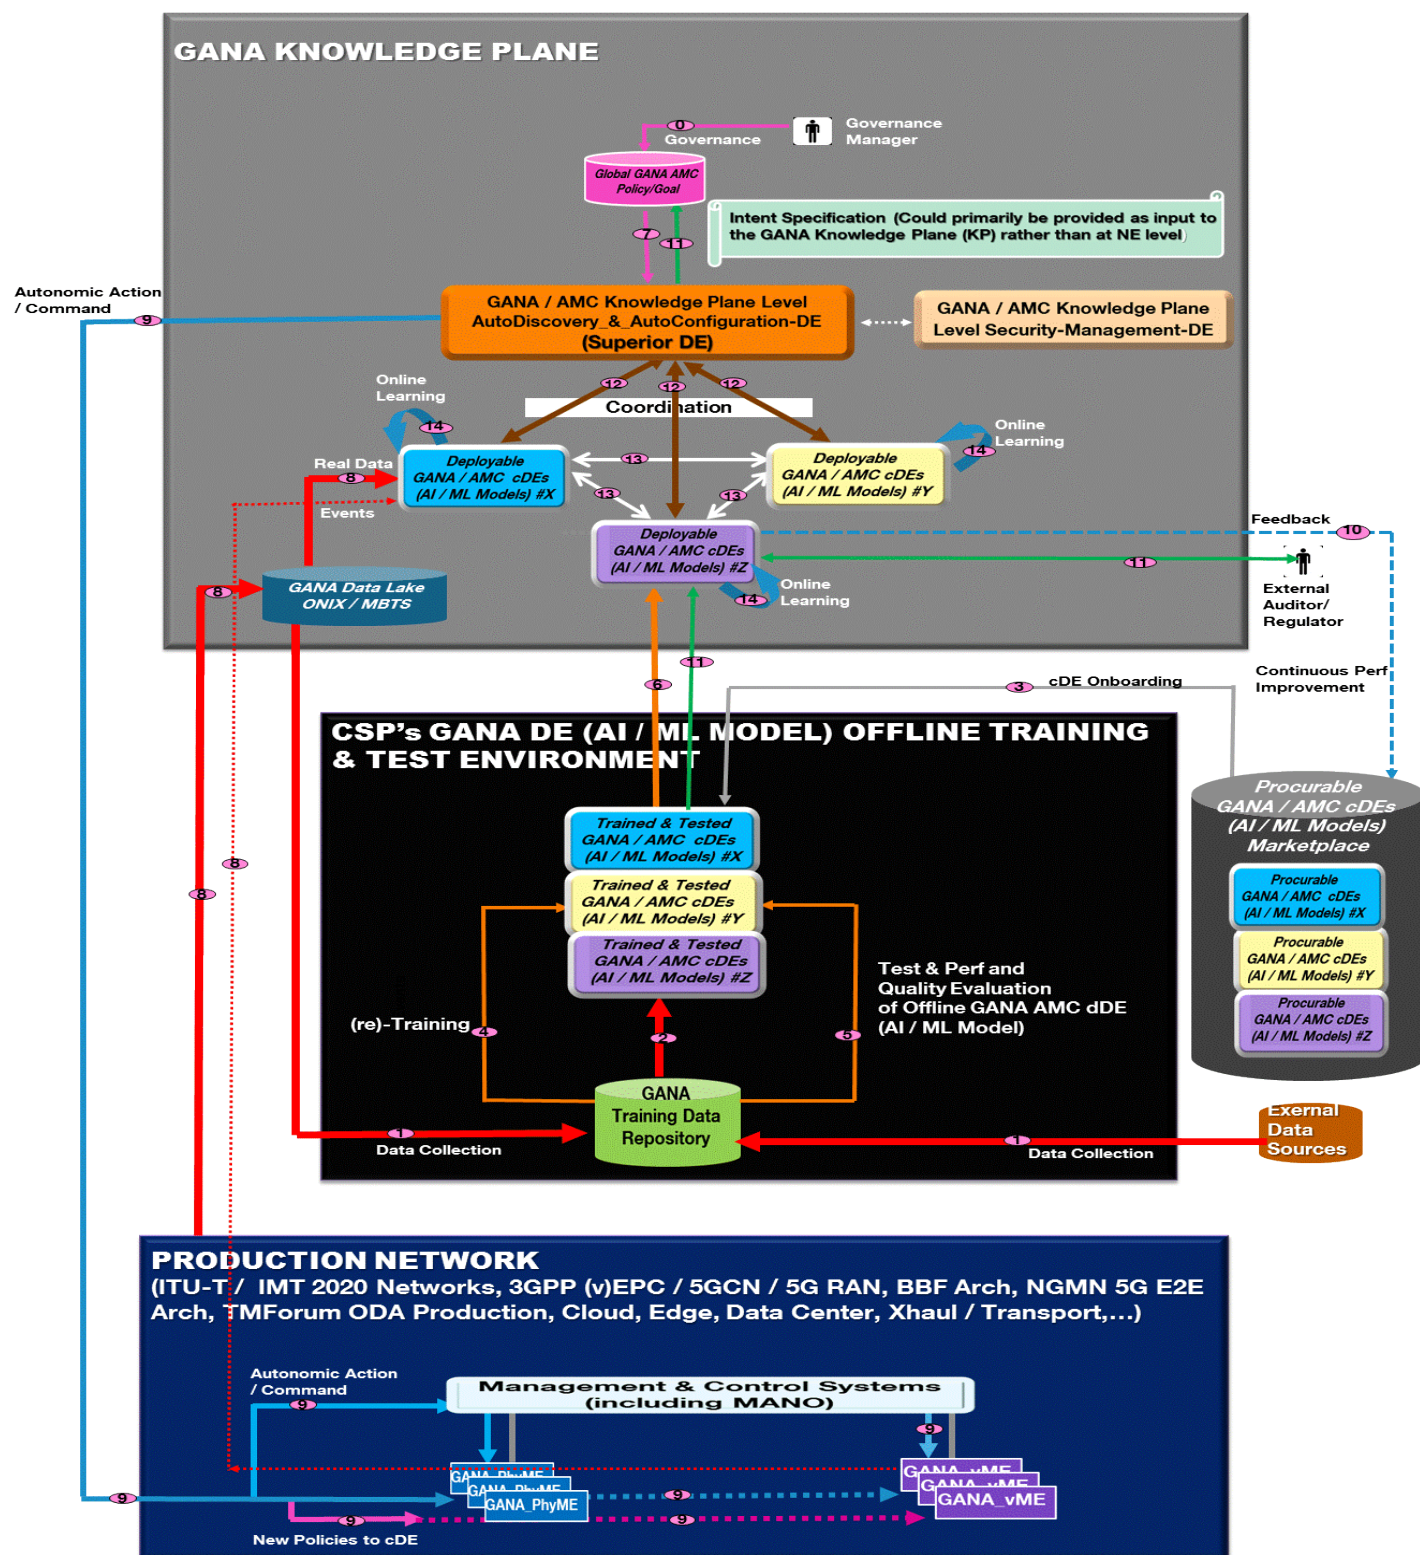 GANA KNOWLEDGE PLANE
0
Governance
Governance
Manager
Global GANA AMC
Policy/Goal
Intent Specification (Could primarily be provided as input to
the GANA Knowledge Plane (KP) rather than at NE level)
7
11
Autonomic Action
/ Command
9
GANA / AMC Knowledge Plane Level
AutoDiscovery_&_AutoConfiguration-DE
(Superior DE)
GANA / AMC Knowledge Plane
Level Security-Management-DE
12
12
12
Coordination
Online
Learning
14
Online
Learning
14
Real Data
8
Events
Deployable
GANA / AMC cDEs
(AI / ML Models) #X
13
13
13
Deployable
GANA / AMC cDEs
(AI / ML Models) #Y
Deployable
GANA / AMC cDEs
(AI / ML Models) #Z
14
Online
Learning
Feedback
10
11
External
Auditor/
Regulator
8
GANA Data Lake
ONIX / MBTS
Continuous Perf
Improvement
6
11
3
cDE Onboarding
CSP's GANA DE (AI / ML MODEL) OFFLINE TRAINING
& TEST ENVIRONMENT
Trained & Tested
GANA / AMC cDEs
(AI / ML Models) #X
Trained & Tested
GANA / AMC cDEs
(AI / ML Models) #Y
Trained & Tested
GANA / AMC cDEs
(AI / ML Models) #Z
8
8
(re)-Training
4
2
5
Test & Perf and
Quality Evaluation
of Offline GANA AMC dDE
(AI / ML Model)
GANA
Training Data
Repository
1
Data Collection
1
Data Collection
Procurable
GANA / AMC cDEs
(AI / ML Models)
Marketplace
Procurable
GANA / AMC cDEs
(AI / ML Models) #X
Procurable
GANA / AMC cDEs
(AI / ML Models) #Y
Procurable
GANA / AMC cDEs
(AI / ML Models) #Z
Exernal
Data
Sources
PRODUCTION NETWORK
(ITU-T / IMT 2020 Networks, 3GPP (v)EPC / 5GCN / 5G RAN, BBF Arch, NGMN 5G E2E
Arch, TMForum ODA Production, Cloud, Edge, Data Center, Xhaul / Transport,...)
Autonomic Action
/ Command
9
Management & Control Systems
(including MANO)
9
GANA_PhyME
GANA_PhyME
GANA_PhyME
GANA_vME
GANA_vME
GANA_vME
9
9
9
9
New Policies to cDE